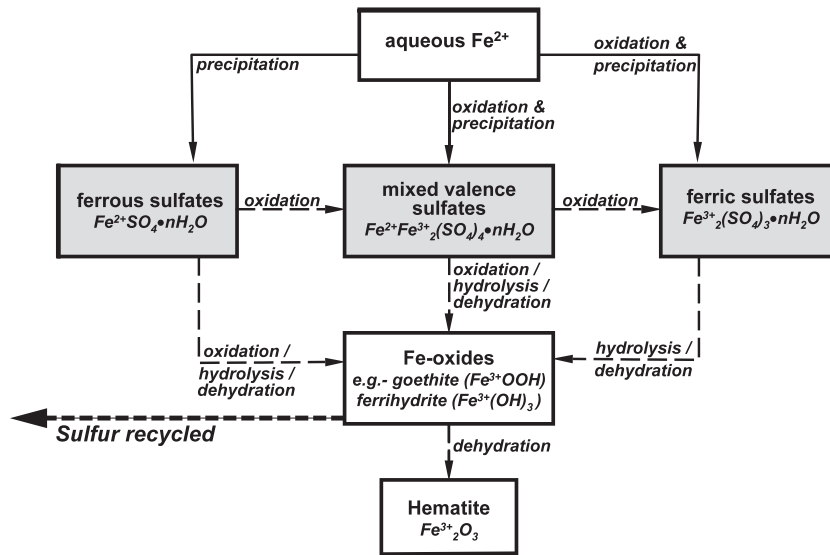 aqueous Fe²⁺
precipitation
oxidation &
precipitation
oxidation &
precipitation
ferrous sulfates
Fe²⁺SO₄•nH₂O
oxidation
mixed valence
sulfates
Fe²⁺Fe³⁺₂(SO₄)₄•nH₂O
oxidation
ferric sulfates
Fe³⁺₂(SO₄)₃•nH₂O
oxidation /
hydrolysis /
dehydration
oxidation /
hydrolysis /
dehydration
Fe-oxides
e.g.- goethite (Fe³⁺OOH)
ferrihydrite (Fe³⁺(OH)₃)
hydrolysis /
dehydration
Sulfur recycled
dehydration
Hematite
Fe³⁺₂O₃